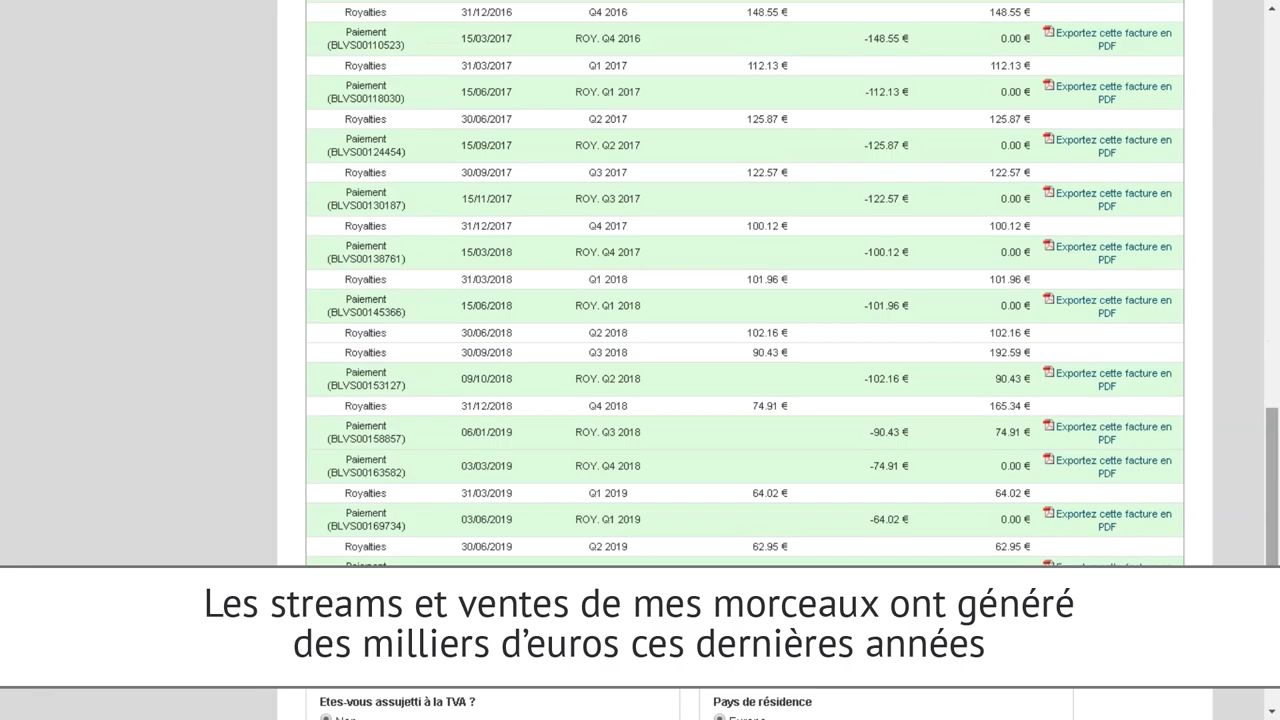 Royalties 31/12/2016 Q4 2016 148.55 € 148.55 €
Paiement
(BLVS00110523) 15/03/2017 ROY. Q4 2016 -148.55 € 0.00 € Exportez cette facture en
PDF
Royalties 31/03/2017 Q1 2017 112.13 € 112.13 €
Paiement
(BLVS00118030) 15/06/2017 ROY. Q1 2017 -112.13 € 0.00 € Exportez cette facture en
PDF
Royalties 30/06/2017 Q2 2017 125.87 € 125.87 €
Paiement
(BLVS00124454) 15/09/2017 ROY. Q2 2017 -125.87 € 0.00 € Exportez cette facture en
PDF
Royalties 30/09/2017 Q3 2017 122.57 € 122.57 €
Paiement
(BLVS00130187) 15/11/2017 ROY. Q3 2017 -122.57 € 0.00 € Exportez cette facture en
PDF
Royalties 31/12/2017 Q4 2017 100.12 € 100.12 €
Paiement
(BLVS00138761) 15/03/2018 ROY. Q4 2017 -100.12 € 0.00 € Exportez cette facture en
PDF
Royalties 31/03/2018 Q1 2018 101.96 € 101.96 €
Paiement
(BLVS00145366) 15/06/2018 ROY. Q1 2018 -101.96 € 0.00 € Exportez cette facture en
PDF
Royalties 30/06/2018 Q2 2018 102.16 € 102.16 €
Royalties 30/09/2018 Q3 2018 90.43 € 192.59 €
Paiement
(BLVS00153127) 09/10/2018 ROY. Q2 2018 -102.16 € 90.43 € Exportez cette facture en
PDF
Royalties 31/12/2018 Q4 2018 74.91 € 165.34 €
Paiement
(BLVS00158857) 06/01/2019 ROY. Q3 2018 -90.43 € 74.91 € Exportez cette facture en
PDF
Paiement
(BLVS00163582) 03/03/2019 ROY. Q4 2018 -74.91 € 0.00 € Exportez cette facture en
PDF
Royalties 31/03/2019 Q1 2019 64.02 € 64.02 €
Paiement
(BLVS00169734) 03/06/2019 ROY. Q1 2019 -64.02 € 0.00 € Exportez cette facture en
PDF
Royalties 30/06/2019 Q2 2019 62.95 € 62.95 €
Les streams et ventes de mes morceaux ont généré
des milliers d'euros ces dernières années
Etes-vous assujetti à la TVA ? Pays de résidence